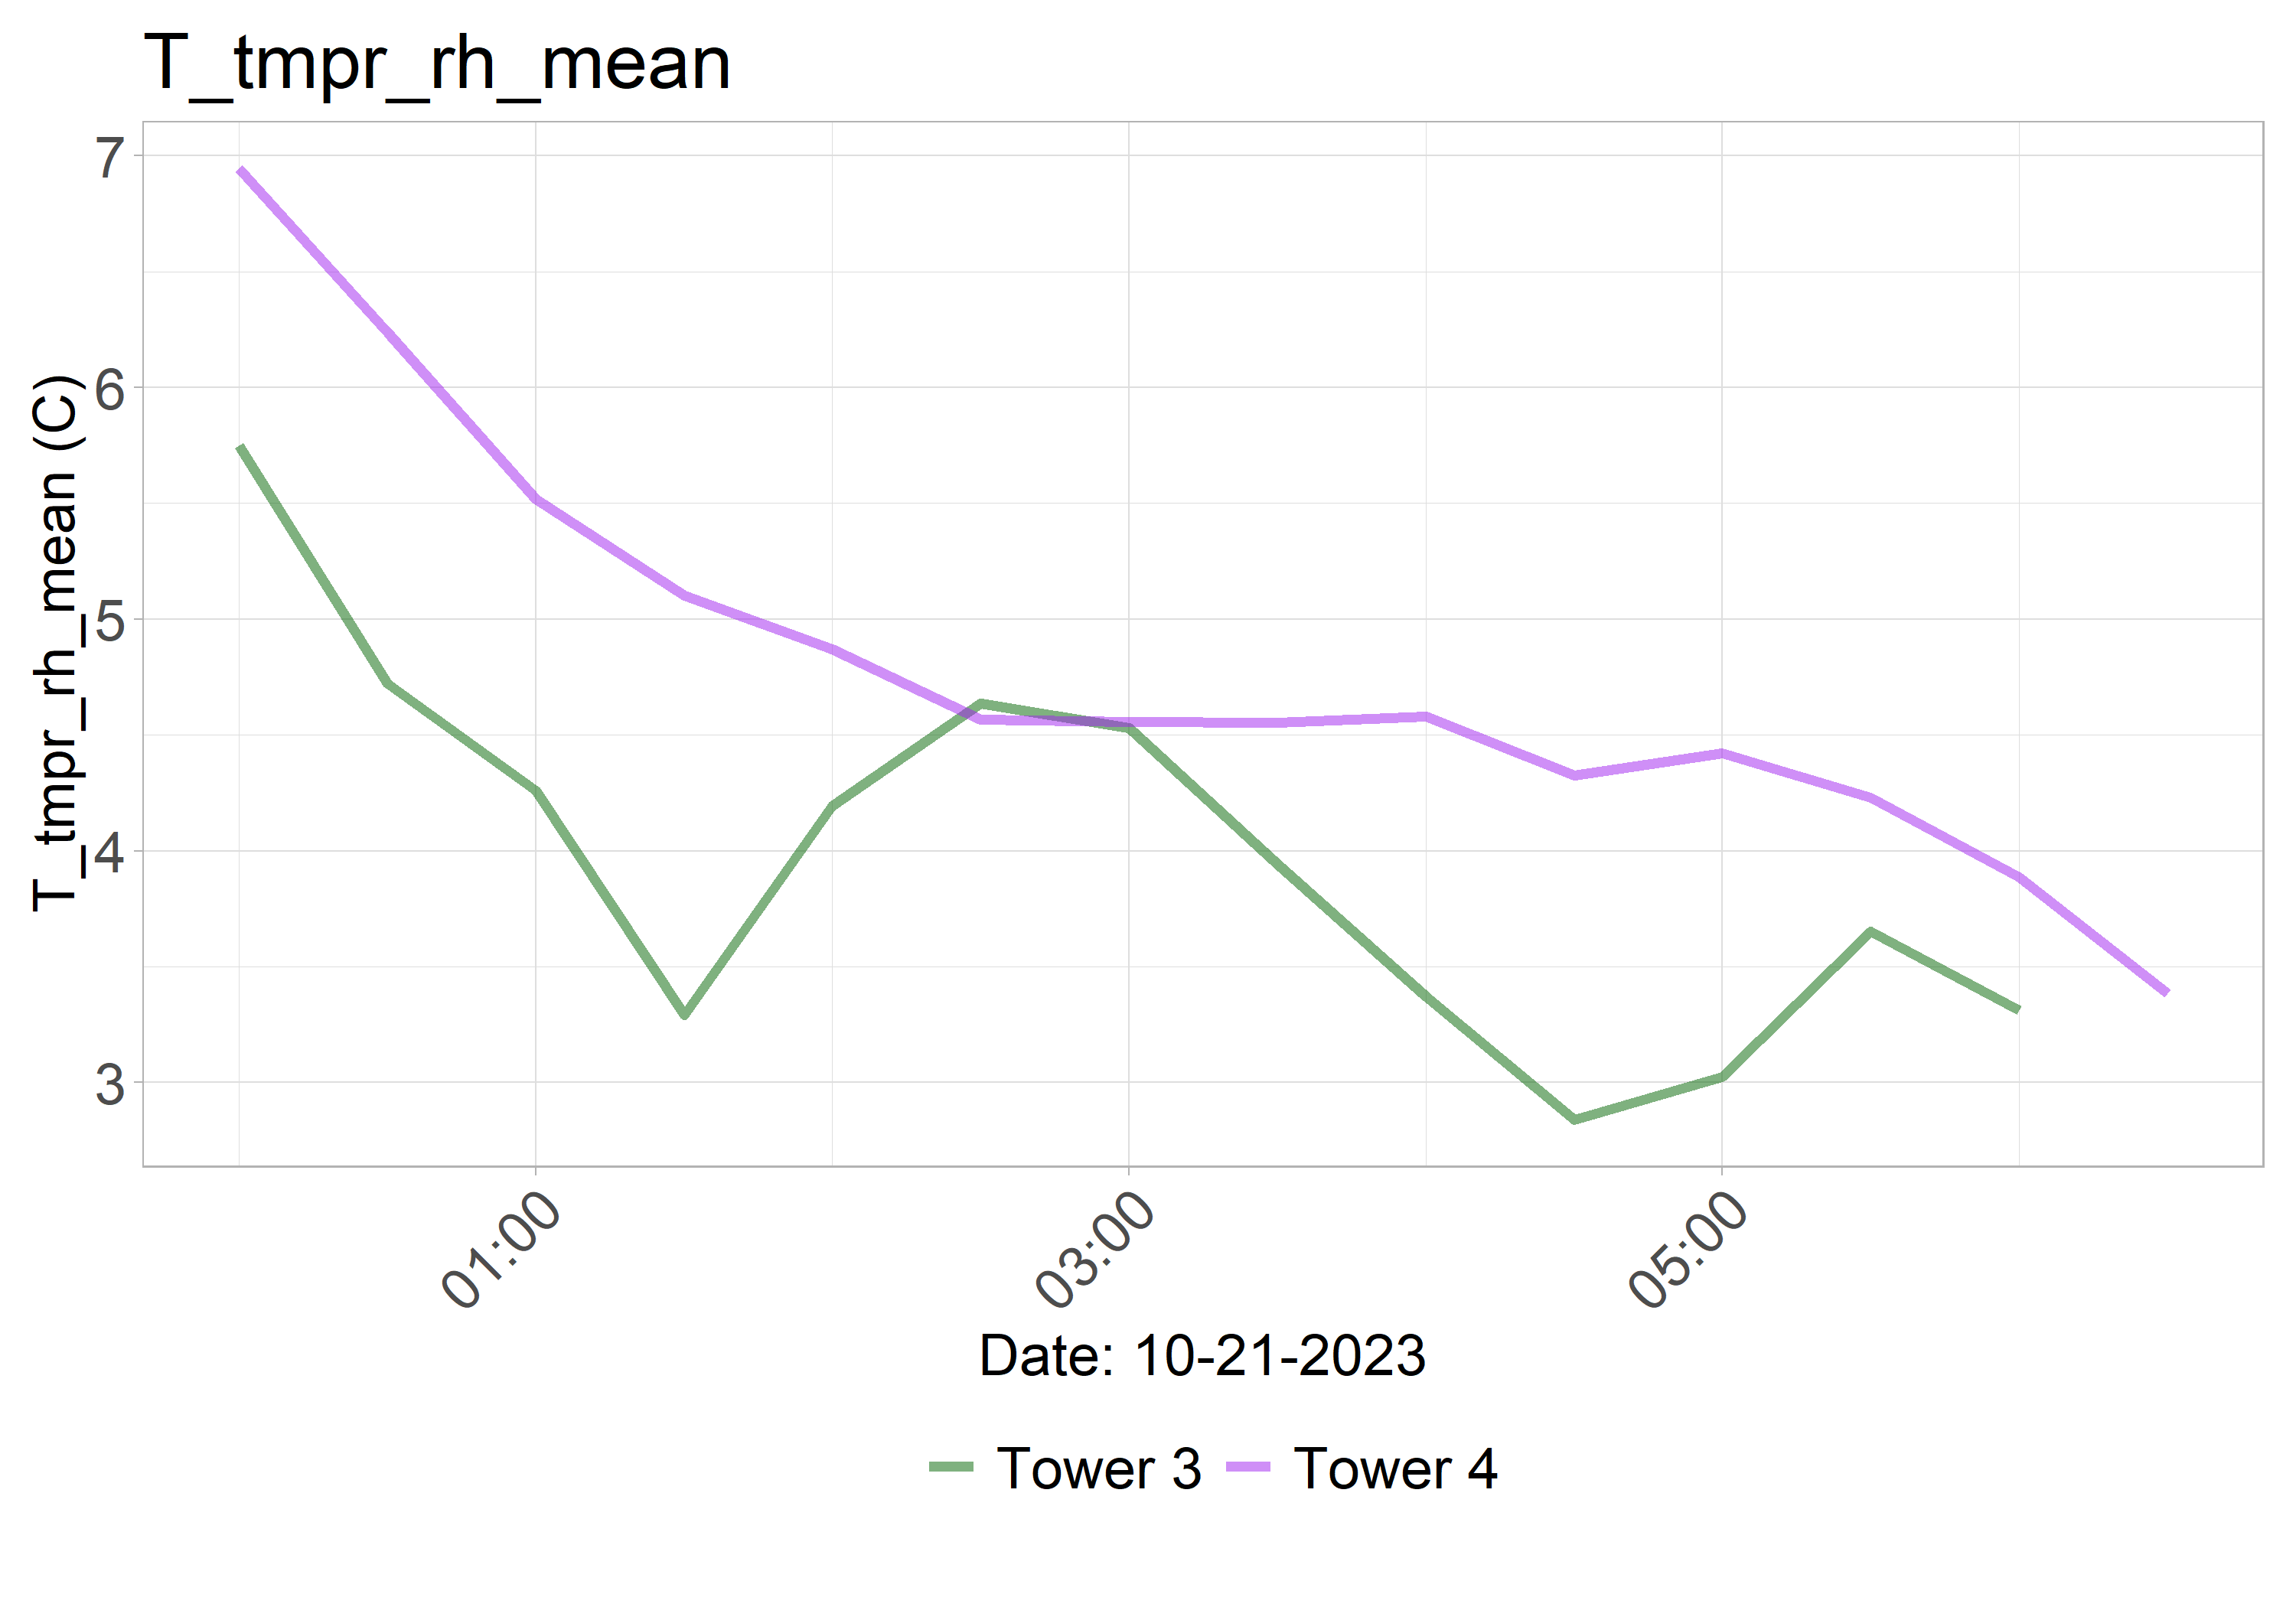 T_tmpr_rh_mean
T_tmpr_rh_mean (C)
7
6
5
4
3
01:00
03:00
05:00
Date: 10-21-2023
Tower 3
Tower 4